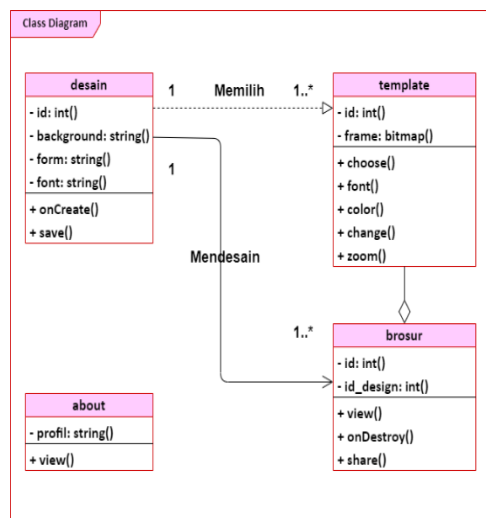 Class Diagram
desain
- id: int()
- background: string()
- form: string()
- font: string()
+ onCreate()
+ save()
1 Memilih 1..*
template
- id: int()
- frame: bitmap()
+ choose()
+ font()
+ color()
+ change()
+ zoom()
1
Mendesain
1..*
brosur
- id: int()
- id_design: int()
+ view()
+ onDestroy()
+ share()
about
- profil: string()
+ view()